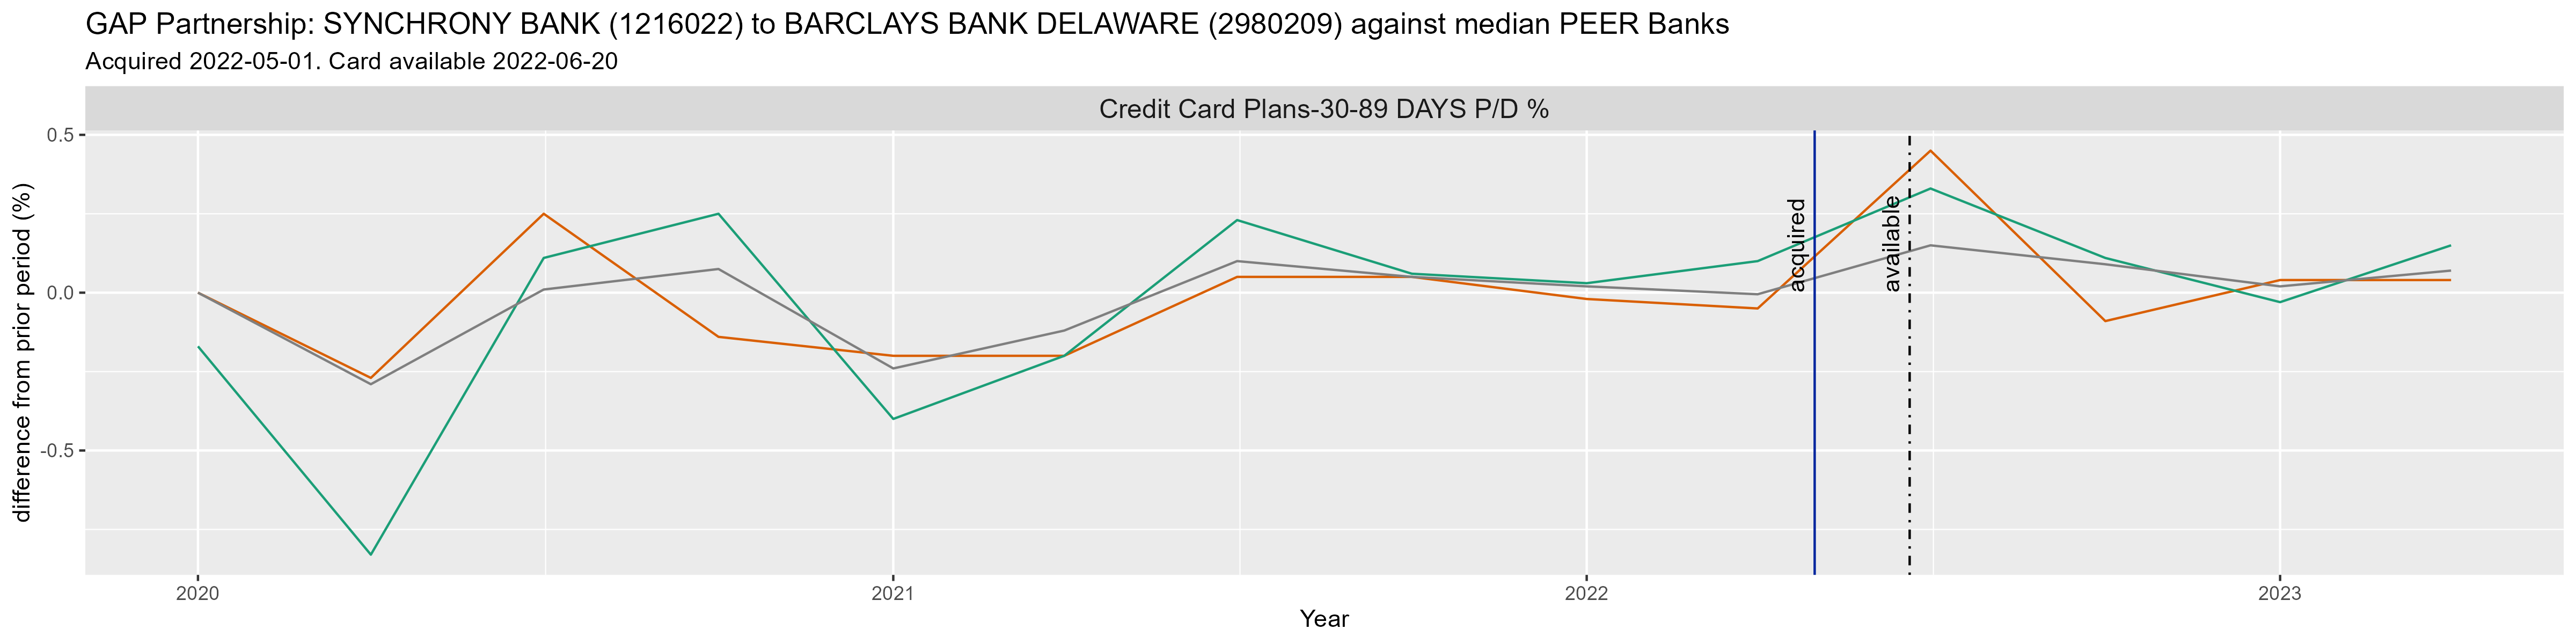 GAP Partnership: SYNCHRONY BANK (1216022) to BARCLAYS BANK DELAWARE (2980209) against median PEER Banks
Acquired 2022-05-01. Card available 2022-06-20
Credit Card Plans-30-89 DAYS P/D %
difference from prior period (%)
0.5
0.0
-0.5
acquired
available
2020
2021
2022
2023
Year